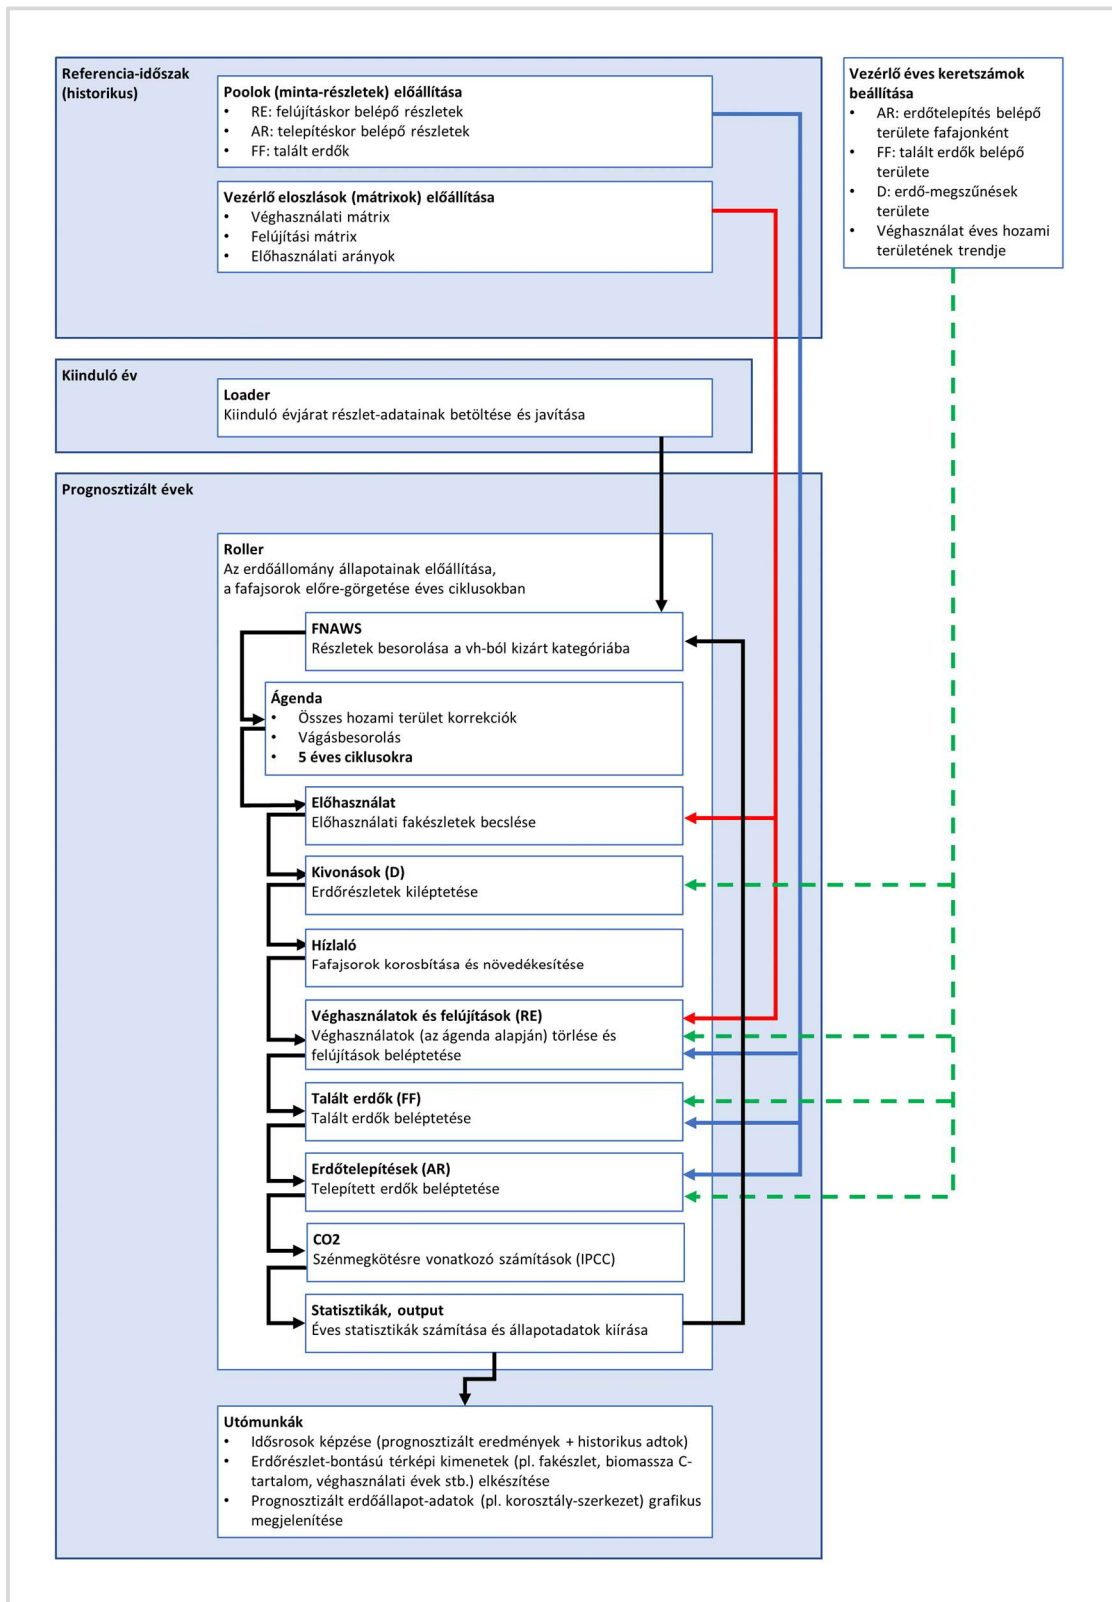 Referencia-időszak
(historikus)
Poolok (minta-részletek) előállítása
• RE: felújításkor belépő részletek
• AR: telepítéskor belépő részletek
• FF: talált erdők
Vezérlő eloszlások (mátrixok) előállítása
• Véghasználati mátrix
• Felújítási mátrix
• Előhasználati arányok
Vezérlő éves keretszámok
beállítása
• AR: erdőtelepítés belépő
területe fafajonként
• FF: talált erdők belépő
területe
• D: erdő-megszűnések
területe
• Véghasználat éves hozami
területének trendje
Kiinduló év
Loader
Kiinduló évjárat részlet-adatainak betöltése és javítása
Prognosztizált évek
Roller
Az erdőállomány állapotainak előállítása,
a fafajsorok előre-görgetése éves ciklusokban
FNAWS
Részletek besorolása a vh-ból kizárt kategóriába
Ágenda
• Összes hozami terület korrekciók
• Vágásbesorolás
• 5 éves ciklusokra
Előhasználat
Előhasználati fakészletek becslése
Kivonások (D)
Erdőrészletek kiléptetése
Hízlaló
Fafajsorok korosbítása és növedékesítése
Véghasználatok és felújítások (RE)
Véghasználatok (az ágenda alapján) törlése és
felújítások beléptetése
Talált erdők (FF)
Talált erdők beléptetése
Erdőtelepítések (AR)
Telepített erdők beléptetése
CO2
Szénmegkötésre vonatkozó számítások (IPCC)
Statisztikák, output
Éves statisztikák számítása és állapotadatok kiírása
Utómunkák
• Idősrosok képzése (prognosztizált eredmények + historikus adtok)
• Erdőrészlet-bontású térképi kimenetek (pl. fakészlet, biomassza C-
tartalom, véghasználati évek stb.) elkészítése
• Prognosztizált erdőállapot-adatok (pl. korosztály-szerkezet) grafikus
megjelenítése